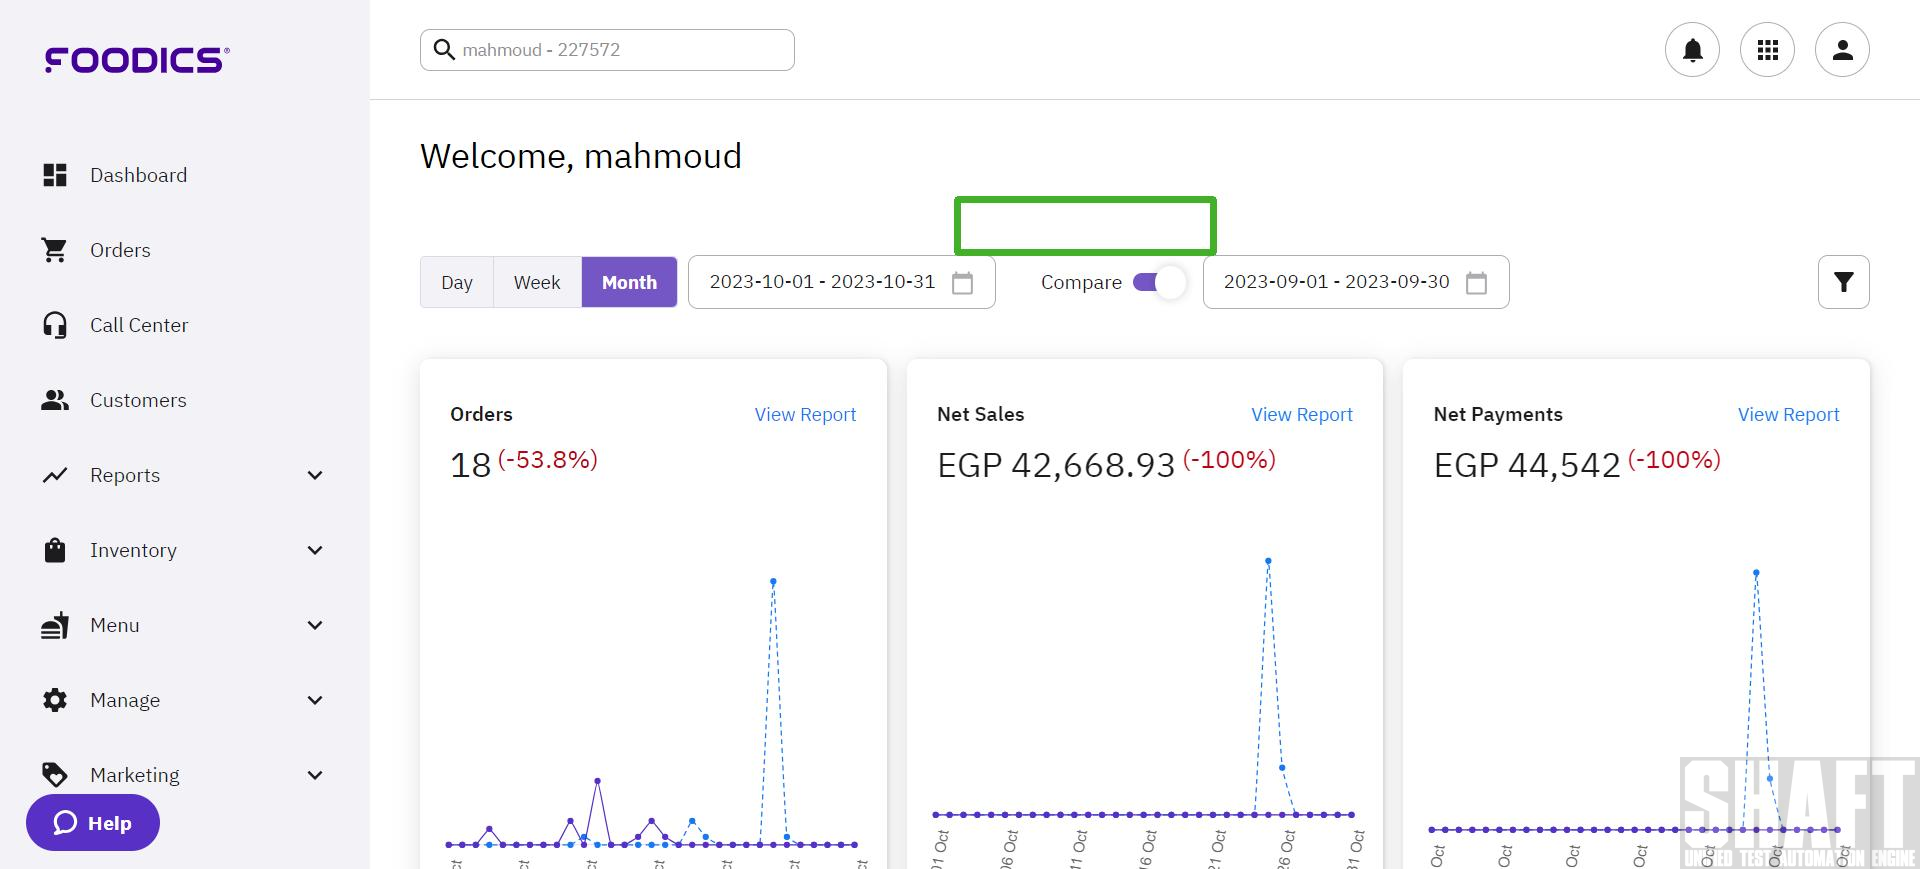 FOODICS
mahmoud - 227572
Dashboard
Orders
Call Center
Customers
Reports
Inventory
Menu
Manage
Marketing
Help
Welcome, mahmoud
Day Week Month 2023-10-01 - 2023-10-31 Compare 2023-09-01 - 2023-09-30
Orders View Report
18 (-53.8%)
Net Sales View Report
EGP 42,668.93 (-100%)
01 Oct 06 Oct 11 Oct 16 Oct 21 Oct 26 Oct 31 Oct
Net Payments View Report
EGP 44,542 (-100%)
Oct Oct Oct Oct Oct Oct Oct
SHAFT
UNIFIED TEST AUTOMATION ENGINE